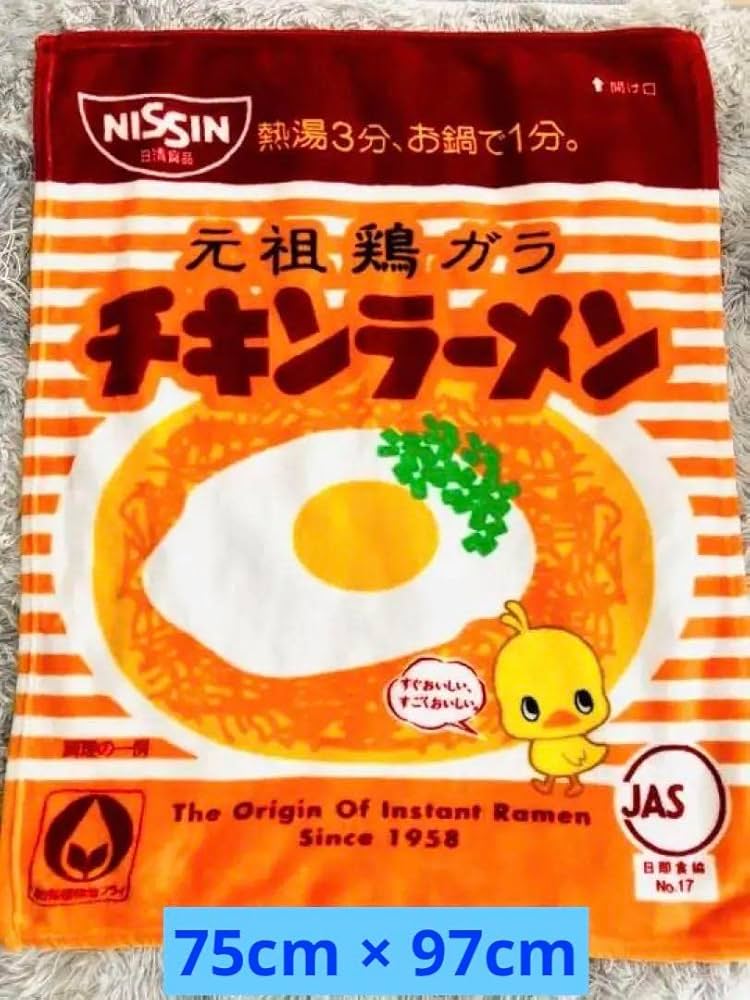 開け口
NISSIN
日清食品
熱湯3分、お鍋で1分。
元祖鶏ガラ
チキンラーメン
すぐおいしい、
すごくおいしい。
調理の一例
The Origin Of Instant Ramen
Since 1958
JAS
日即食協
No.17
75cm × 97cm